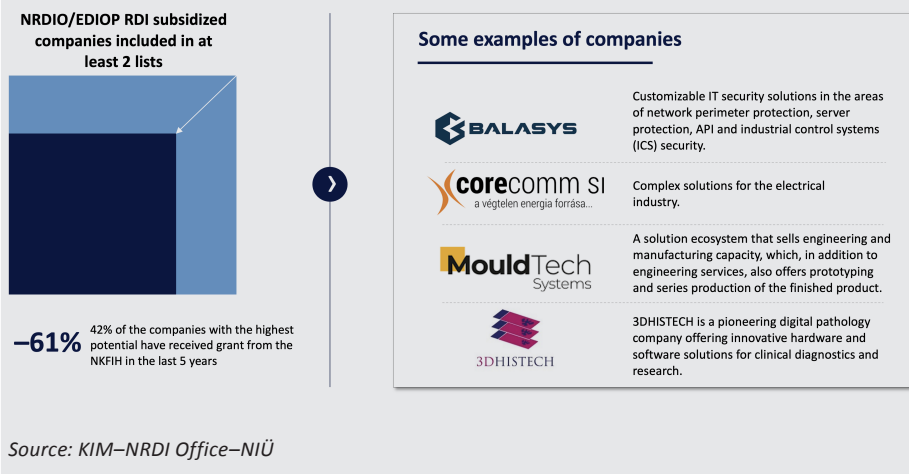 NRDIO/EDIOP RDI subsidized
companies included in at
least 2 lists
–61%
42% of the companies with the highest
potential have received grant from the
NKFIH in the last 5 years
Some examples of companies
BALASYS
Customizable IT security solutions in the areas
of network perimeter protection, server
protection, API and industrial control systems
(ICS) security.
corecomm SI
a végtelen energia forrása...
Complex solutions for the electrical
industry.
MouldTech
Systems
A solution ecosystem that sells engineering and
manufacturing capacity, which, in addition to
engineering services, also offers prototyping
and series production of the finished product.
3DHISTECH
3DHISTECH is a pioneering digital pathology
company offering innovative hardware and
software solutions for clinical diagnostics and
research.
Source: KIM–NRDI Office–NIÜ